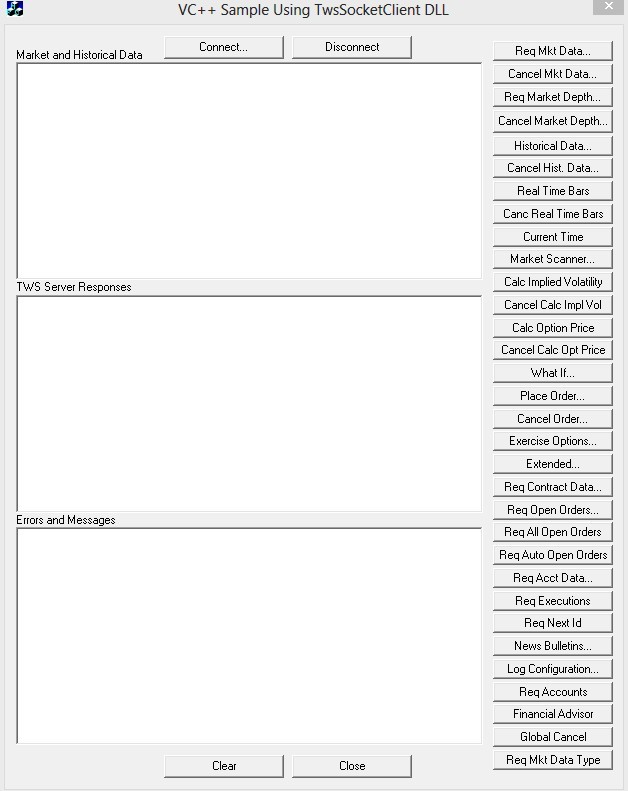 VC++ Sample Using TwsSocketClient DLL
Market and Historical Data
Connect...
Disconnect
TWS Server Responses
Errors and Messages
Clear
Close
Req Mkt Data...
Cancel Mkt Data...
Req Market Depth...
Cancel Market Depth...
Historical Data...
Cancel Hist. Data...
Real Time Bars
Canc Real Time Bars
Current Time
Market Scanner...
Calc Implied Volatility
Cancel Calc Impl Vol
Calc Option Price
Cancel Calc Opt Price
What If...
Place Order...
Cancel Order...
Exercise Options...
Extended...
Req Contract Data...
Req Open Orders...
Req All Open Orders
Req Auto Open Orders
Req Acct Data...
Req Executions
Req Next Id
News Bulletins...
Log Configuration...
Req Accounts
Financial Advisor
Global Cancel
Req Mkt Data Type